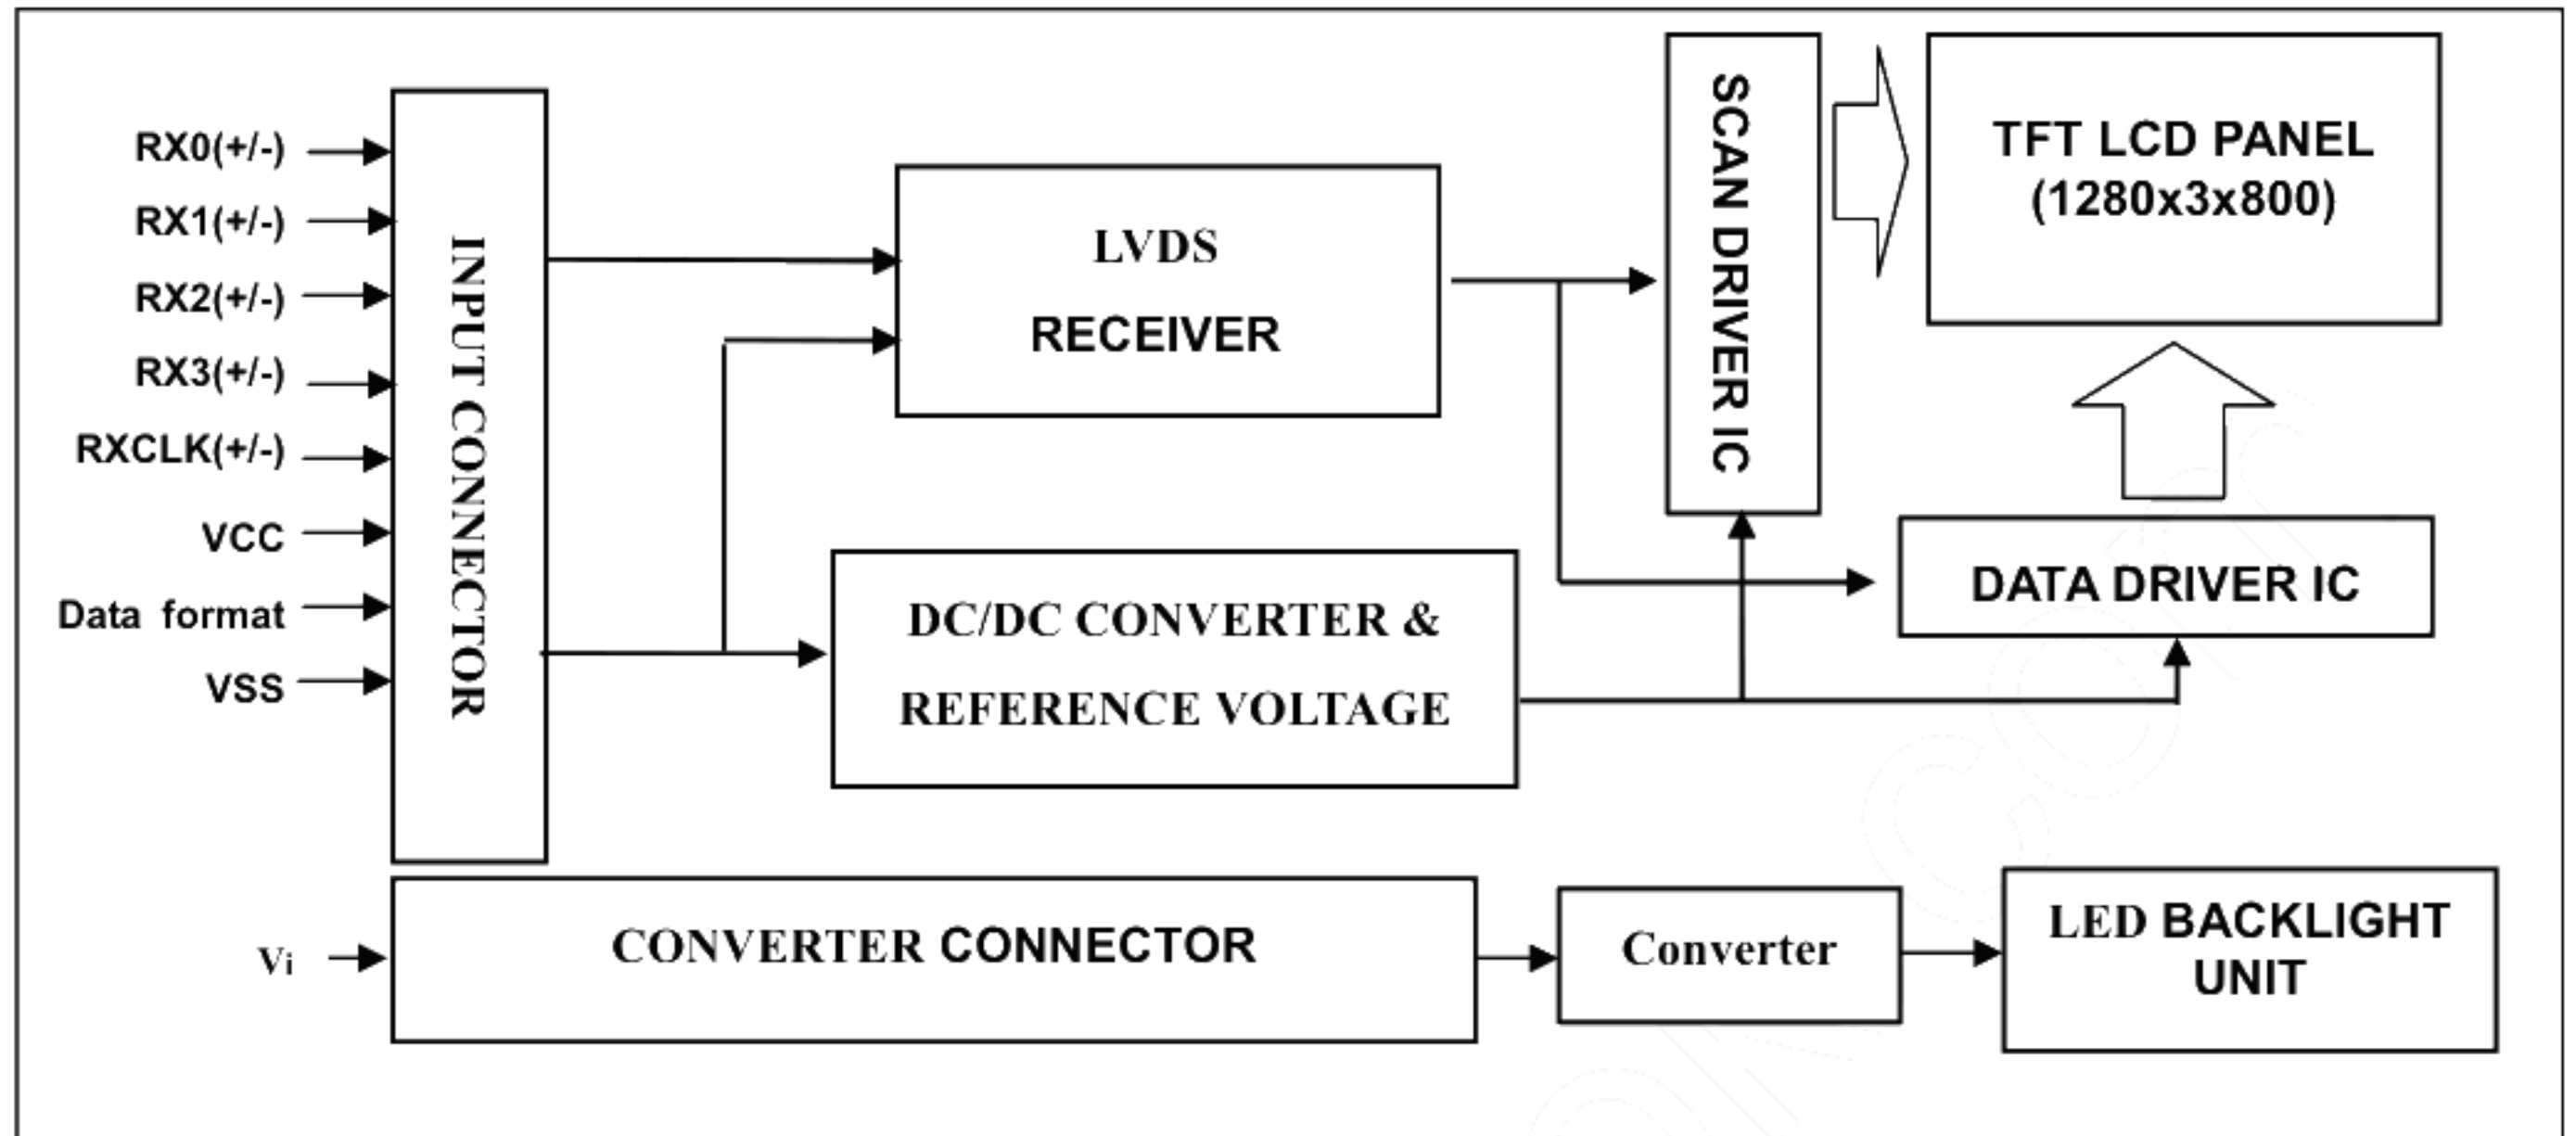 RX0(+/-)
RX1(+/-)
RX2(+/-)
RX3(+/-)
RXCLK(+/-)
VCC
Data format
VSS
INPUT CONNECTOR
LVDS
RECEIVER
DC/DC CONVERTER &
REFERENCE VOLTAGE
SCAN DRIVER IC
TFT LCD PANEL
(1280x3x800)
DATA DRIVER IC
Vi
CONVERTER CONNECTOR
Converter
LED BACKLIGHT
UNIT